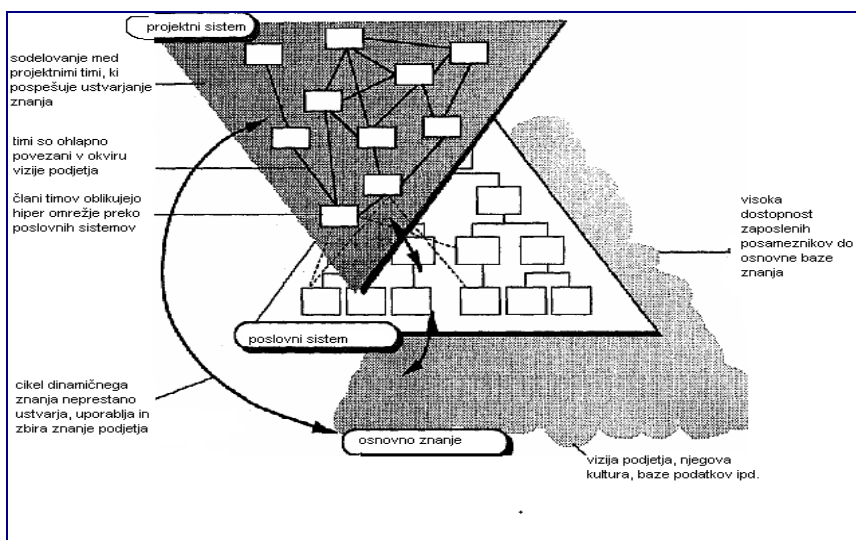 projektni sistem
sodelovanje med
projektnimi timi, ki
pospešuje ustvarjanje
znanja
timi so ohlapno
povezani v okviru
vizije podjetja
člani timov oblikujejo
hiper omrežje preko
poslovnih sistemov
visoka
dostopnost
zaposlenih
posameznikov do
osnovne baze
znanja
poslovni sistem
cikel dinamičnega
znanja neprestano
ustvarja, uporablja in
zbira znanje podjetja
osnovno znanje
vizija podjetja, njegova
kultura, baze podatkov ipd.